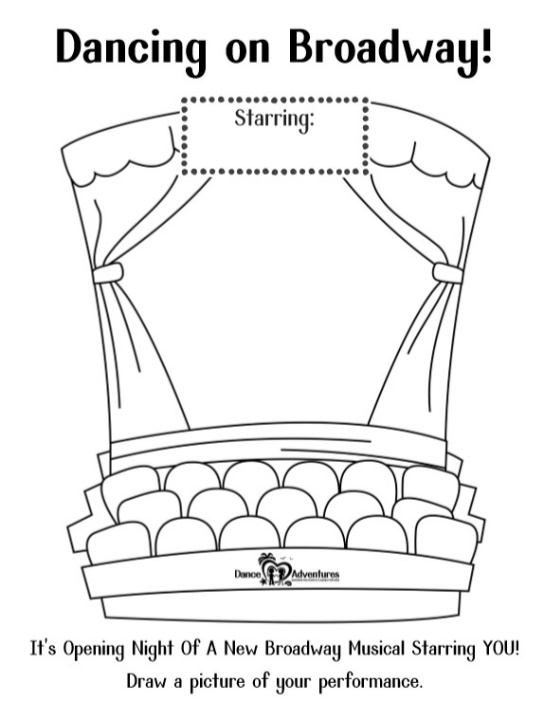 Dancing on Broadway!
Starring:
Dance Adventures
It's Opening Night Of A New Broadway Musical Starring YOU!
Draw a picture of your performance.